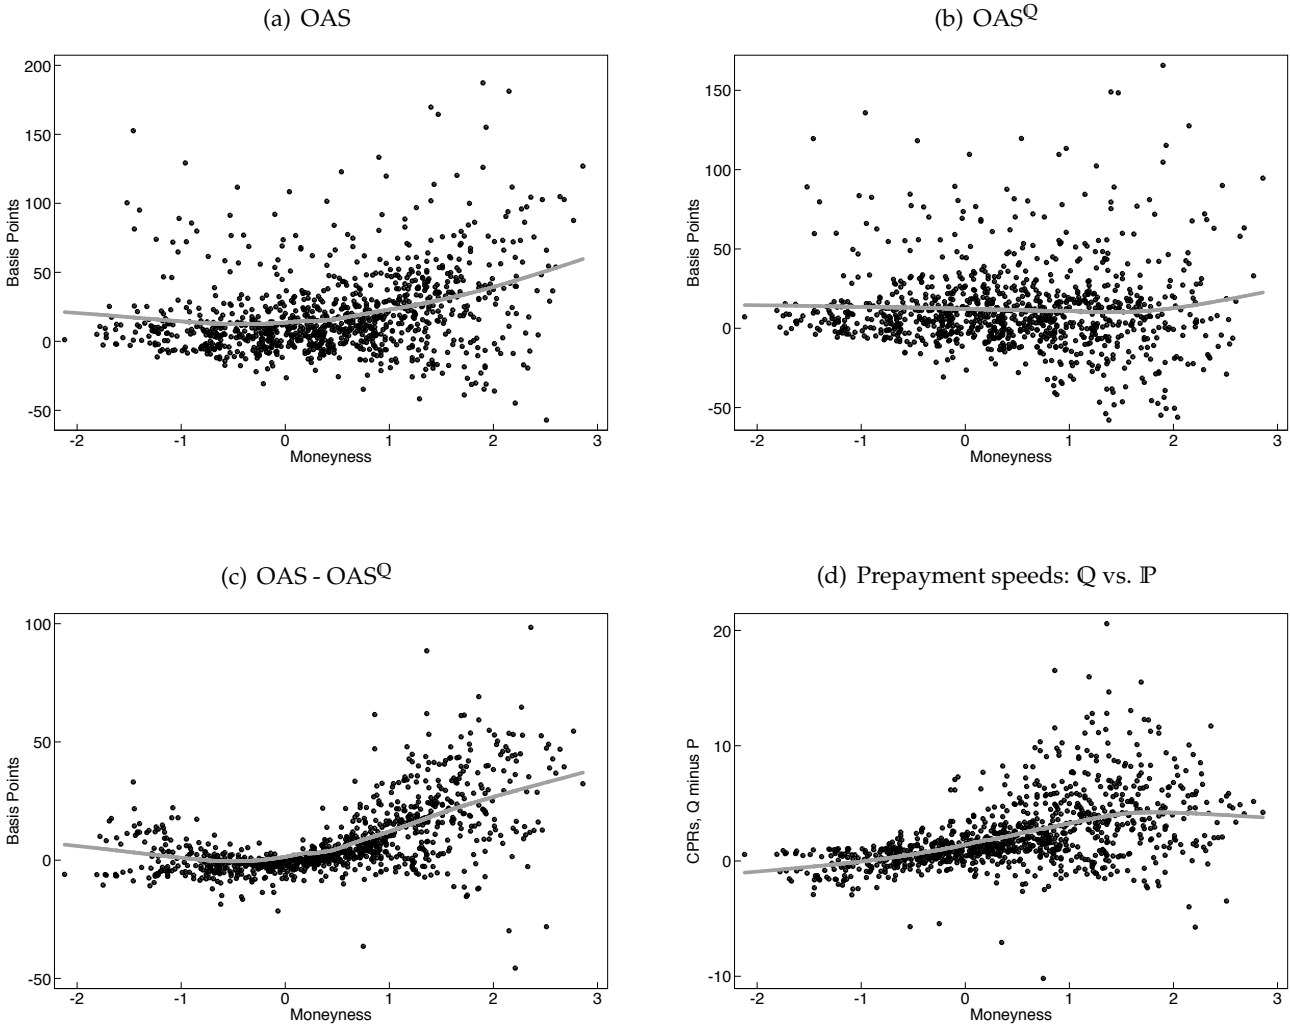 (a) OAS
Basis Points
200
150
100
50
0
-50
-2 -1 0 1 2 3
Moneyness
(b) OAS^ℚ
Basis Points
150
100
50
0
-50
-2 -1 0 1 2 3
Moneyness
(c) OAS - OAS^ℚ
Basis Points
100
50
0
-50
-2 -1 0 1 2 3
Moneyness
(d) Prepayment speeds: ℚ vs. ℙ
CPRs, Q minus P
20
10
0
-10
-2 -1 0 1 2 3
Moneyness